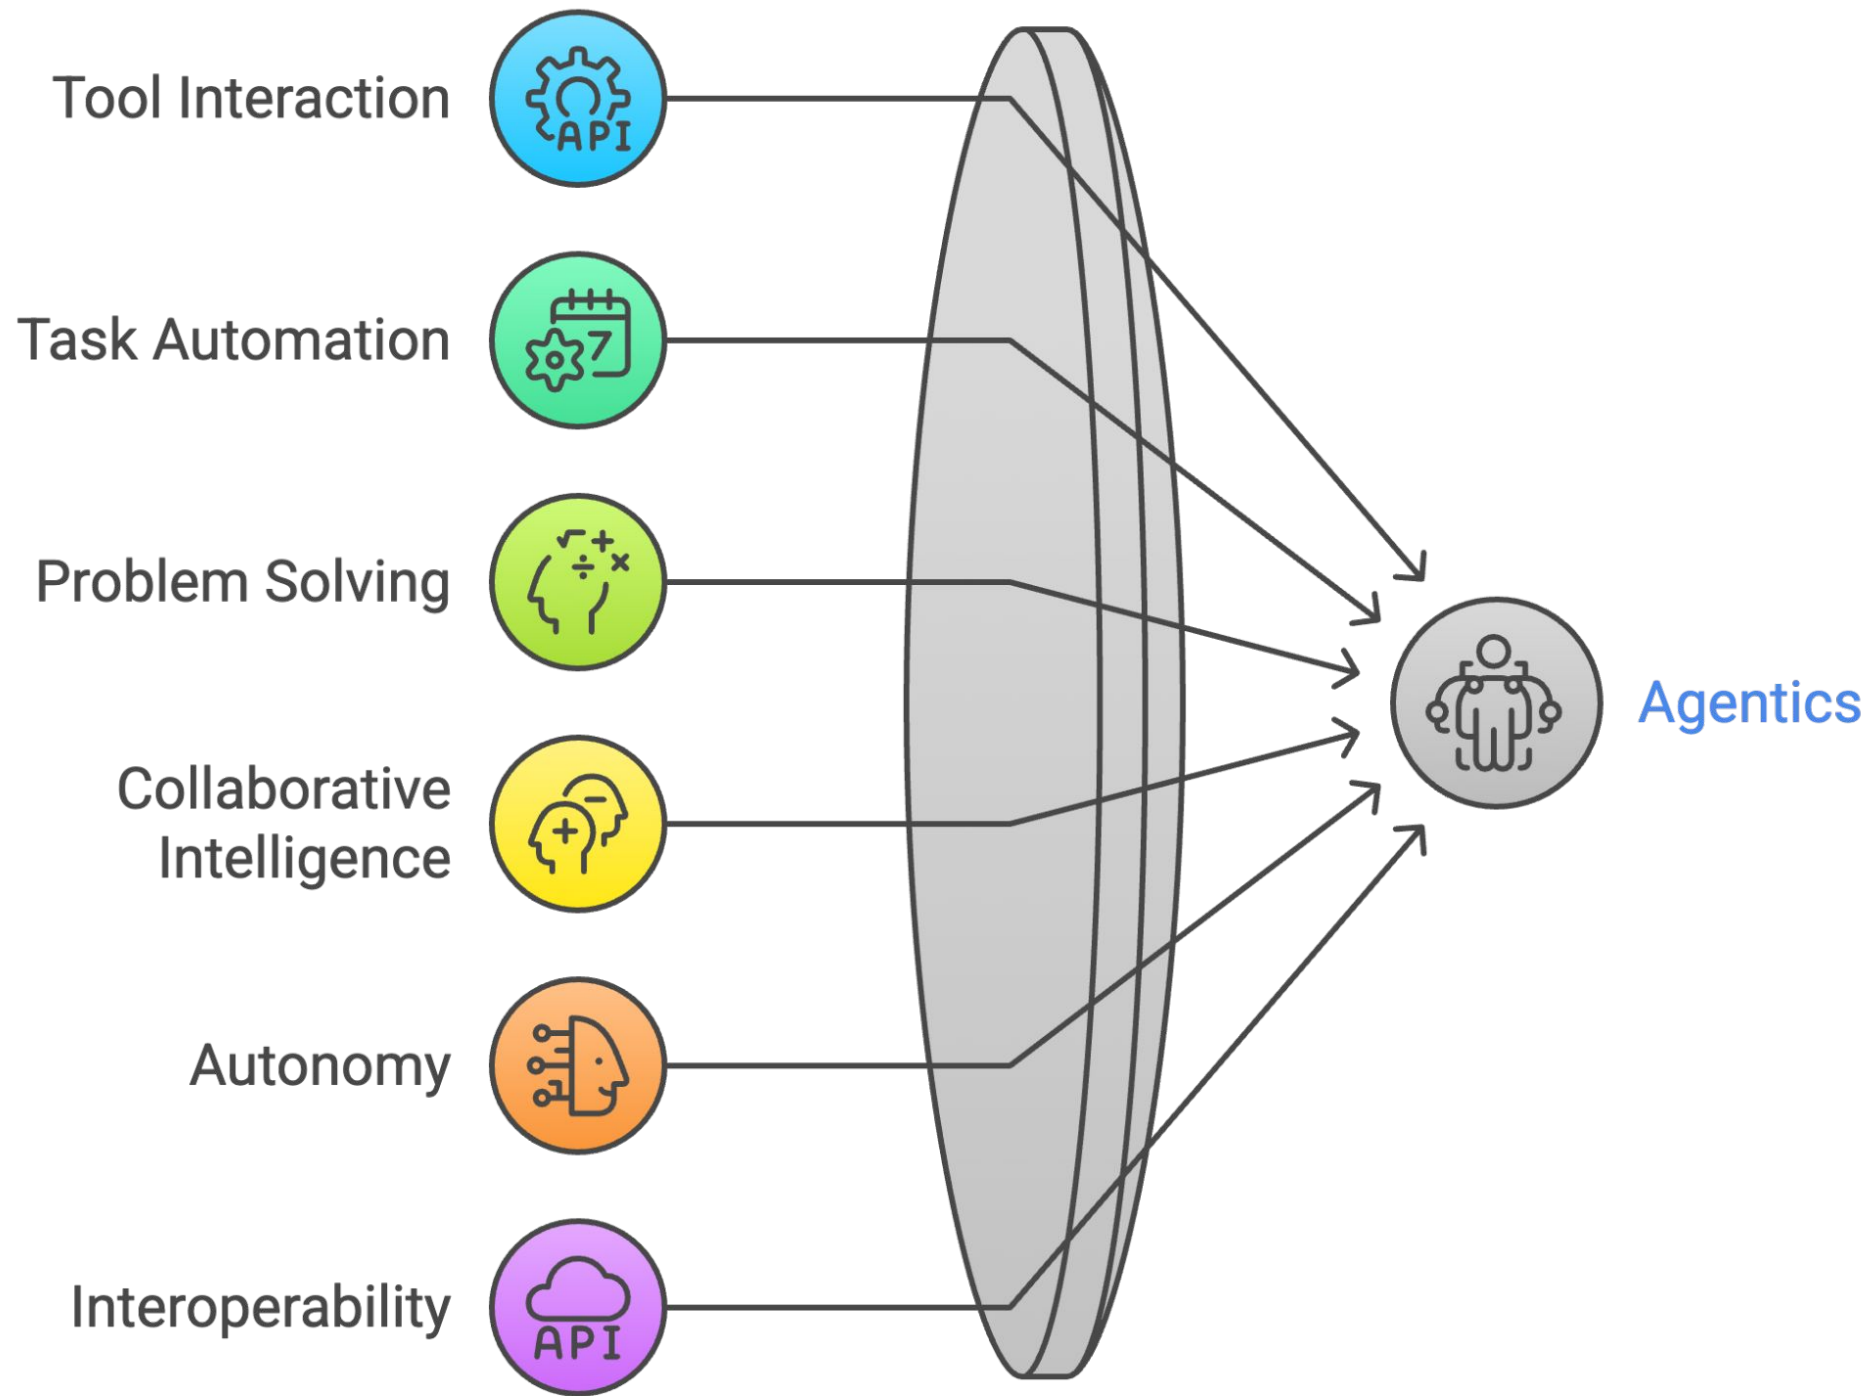 Tool Interaction
API
Task Automation
7
Problem Solving
Collaborative
Intelligence
Agentics
Autonomy
Interoperability
API